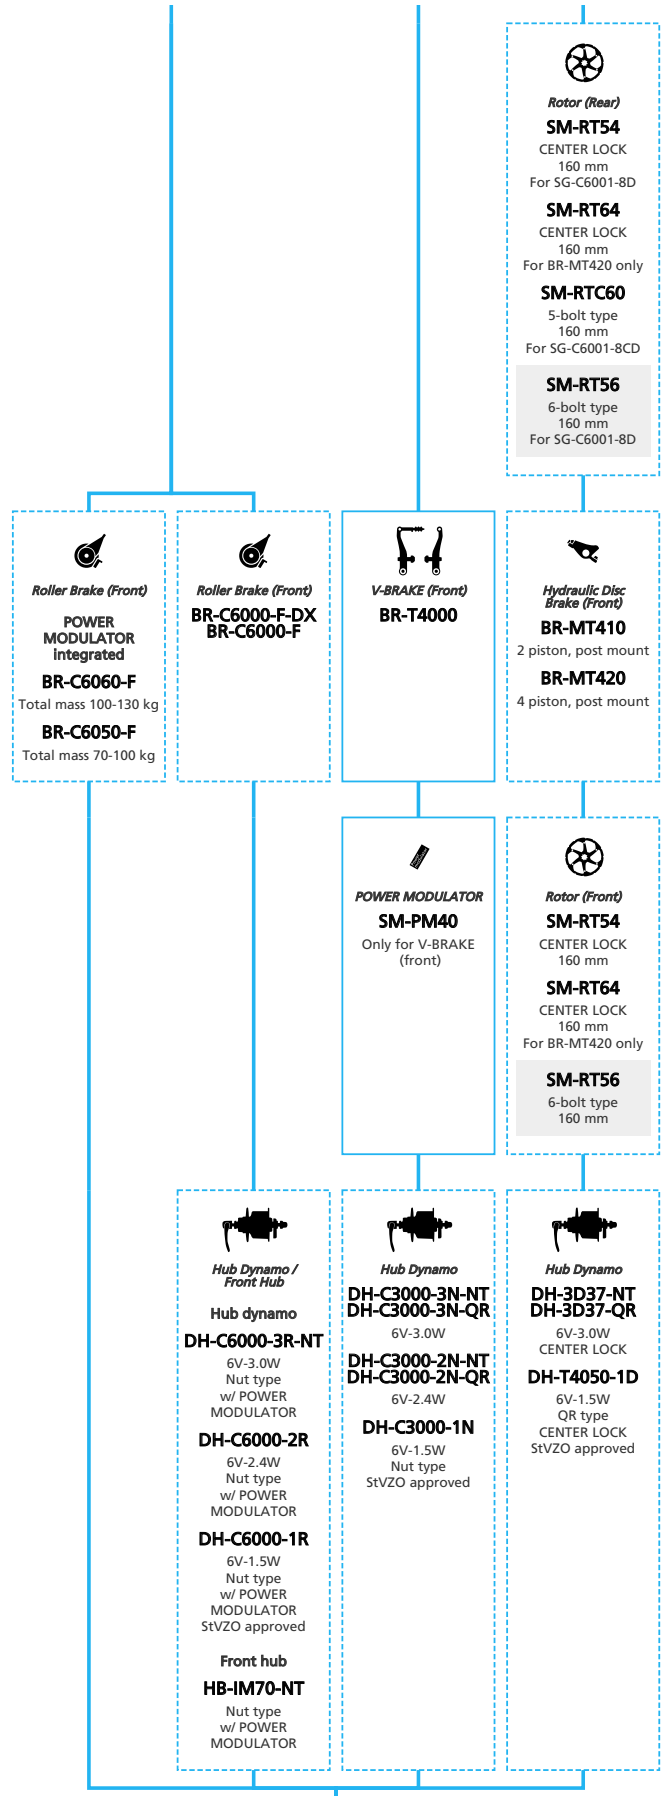 Rotor (Rear)
SM-RT54
CENTER LOCK
160 mm
For SG-C6001-8D
SM-RT64
CENTER LOCK
160 mm
For BR-MT420 only
SM-RTC60
5-bolt type
160 mm
For SG-C6001-8CD
SM-RT56
6-bolt type
160 mm
For SG-C6001-8D
Roller Brake (Front)
POWER
MODULATOR
integrated
BR-C6060-F
Total mass 100-130 kg
BR-C6050-F
Total mass 70-100 kg
Roller Brake (Front)
BR-C6000-F-DX
BR-C6000-F
V-BRAKE (Front)
BR-T4000
Hydraulic Disc
Brake (Front)
BR-MT410
2 piston, post mount
BR-MT420
4 piston, post mount
POWER MODULATOR
SM-PM40
Only for V-BRAKE
(front)
Rotor (Front)
SM-RT54
CENTER LOCK
160 mm
SM-RT64
CENTER LOCK
160 mm
For BR-MT420 only
SM-RT56
6-bolt type
160 mm
Hub Dynamo /
Front Hub
Hub dynamo
DH-C6000-3R-NT
6V-3.0W
Nut type
w/ POWER
MODULATOR
DH-C6000-2R
6V-2.4W
Nut type
w/ POWER
MODULATOR
DH-C6000-1R
6V-1.5W
Nut type
w/ POWER
MODULATOR
StVZO approved
Front hub
HB-IM70-NT
Nut type
w/ POWER
MODULATOR
Hub Dynamo
DH-C3000-3N-NT
DH-C3000-3N-QR
6V-3.0W
DH-C3000-2N-NT
DH-C3000-2N-QR
6V-2.4W
DH-C3000-1N
6V-1.5W
Nut type
StVZO approved
Hub Dynamo
DH-3D37-NT
DH-3D37-QR
6V-3.0W
CENTER LOCK
DH-T4050-1D
6V-1.5W
QR type
CENTER LOCK
StVZO approved